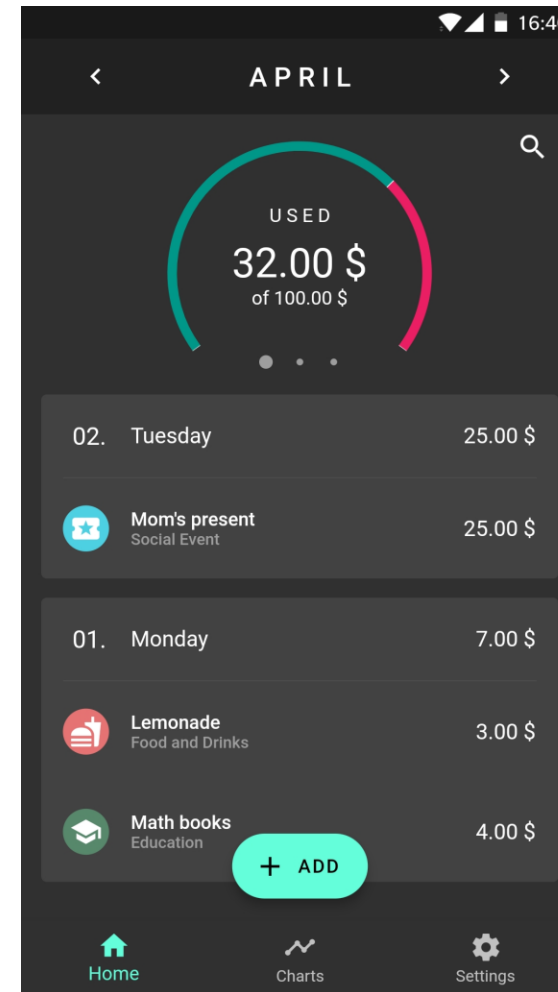 16:4
APRIL
USED
32.00 $
of 100.00 $
02. Tuesday 25.00 $
Mom's present
Social Event
25.00 $
01. Monday 7.00 $
Lemonade
Food and Drinks
3.00 $
Math books
Education
4.00 $
+ ADD
Home Charts Settings